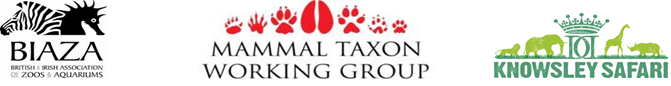 BIAZA
BRITISH & IRISH ASSOCIATION
OF ZOOS & AQUARIUMS
MAMMAL TAXON
WORKING GROUP
KNOWSLEY SAFARI